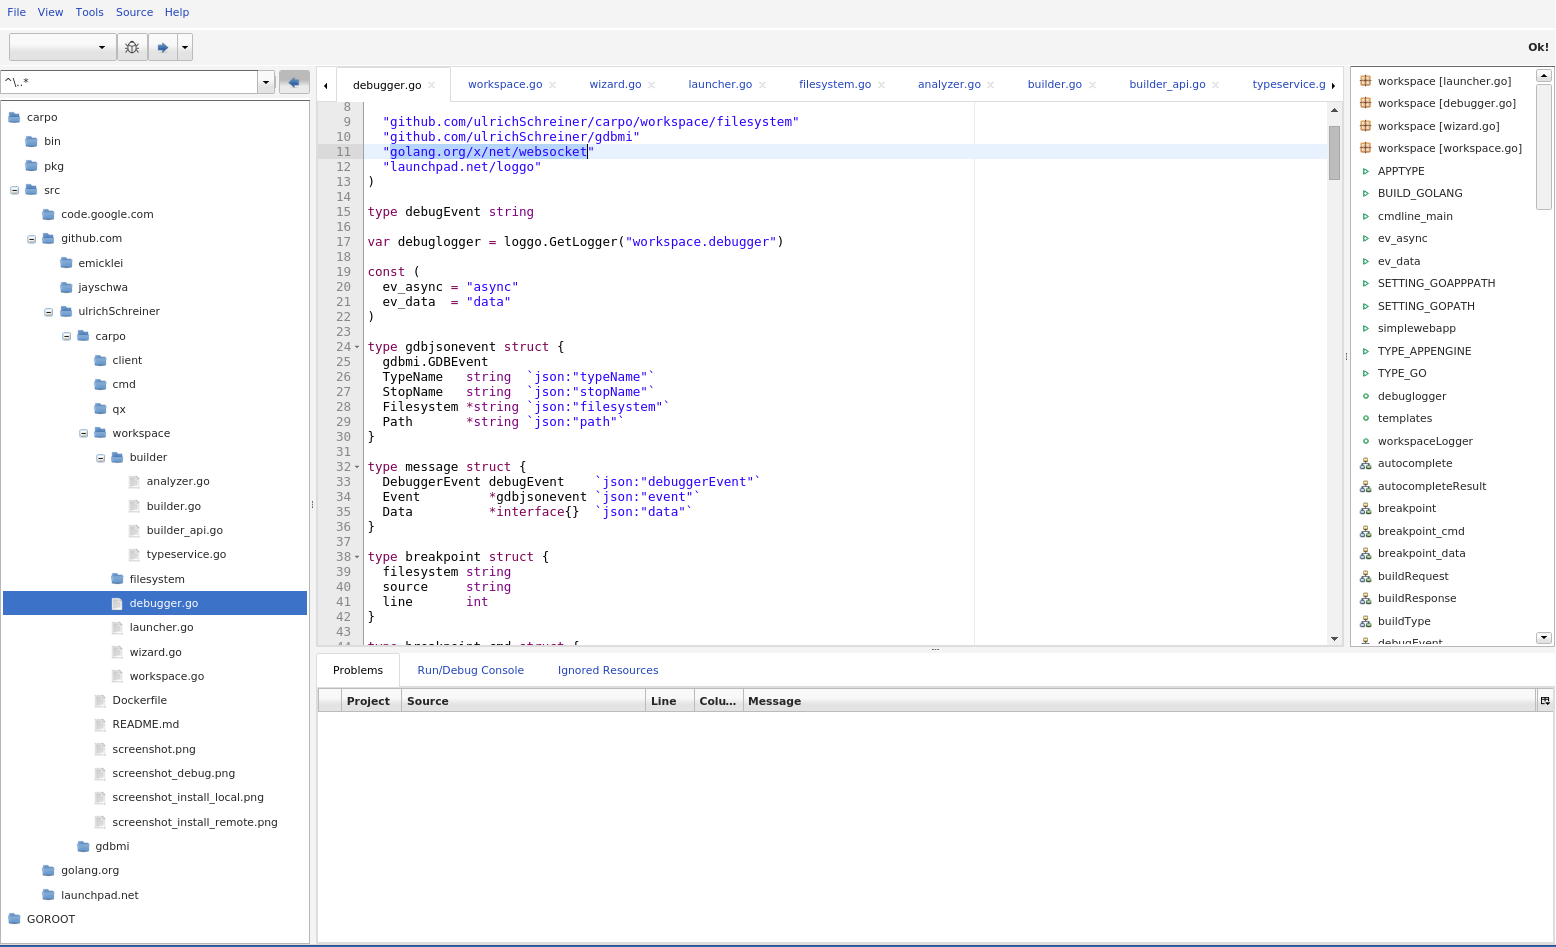 File View Tools Source Help
Ok!
^\..*
carpo
bin
pkg
src
code.google.com
github.com
emicklei
jayschwa
ulrichSchreiner
carpo
client
cmd
qx
workspace
builder
analyzer.go
builder.go
builder_api.go
typeservice.go
filesystem
debugger.go
launcher.go
wizard.go
workspace.go
Dockerfile
README.md
screenshot.png
screenshot_debug.png
screenshot_install_local.png
screenshot_install_remote.png
gdbmi
golang.org
launchpad.net
GOROOT
debugger.go workspace.go wizard.go launcher.go filesystem.go analyzer.go builder.go builder_api.go typeservice.g
8
9 "github.com/ulrichSchreiner/carpo/workspace/filesystem"
10 "github.com/ulrichSchreiner/gdbmi"
11 "golang.org/x/net/websocket"
12 "launchpad.net/loggo"
13 )
14
15 type debugEvent string
16
17 var debuglogger = loggo.GetLogger("workspace.debugger")
18
19 const (
20 ev_async = "async"
21 ev_data = "data"
22 )
23
24 type gdbjsonevent struct {
25 gdbmi.GDBEvent
26 TypeName string `json:"typeName"`
27 StopName string `json:"stopName"`
28 Filesystem *string `json:"filesystem"`
29 Path *string `json:"path"`
30 }
31
32 type message struct {
33 DebuggerEvent debugEvent `json:"debuggerEvent"`
34 Event *gdbjsonevent `json:"event"`
35 Data *interface{} `json:"data"`
36 }
37
38 type breakpoint struct {
39 filesystem string
40 source string
41 line int
42 }
43
44 type breakpoint_cmd struct {
workspace [launcher.go]
workspace [debugger.go]
workspace [wizard.go]
workspace [workspace.go]
APPTYPE
BUILD_GOLANG
cmdline_main
ev_async
ev_data
SETTING_GOAPPPATH
SETTING_GOPATH
simplewebapp
TYPE_APPENGINE
TYPE_GO
debuglogger
templates
workspaceLogger
autocomplete
autocompleteResult
breakpoint
breakpoint_cmd
breakpoint_data
buildRequest
buildResponse
buildType
debugEvent
Problems Run/Debug Console Ignored Resources
Project Source Line Colu... Message